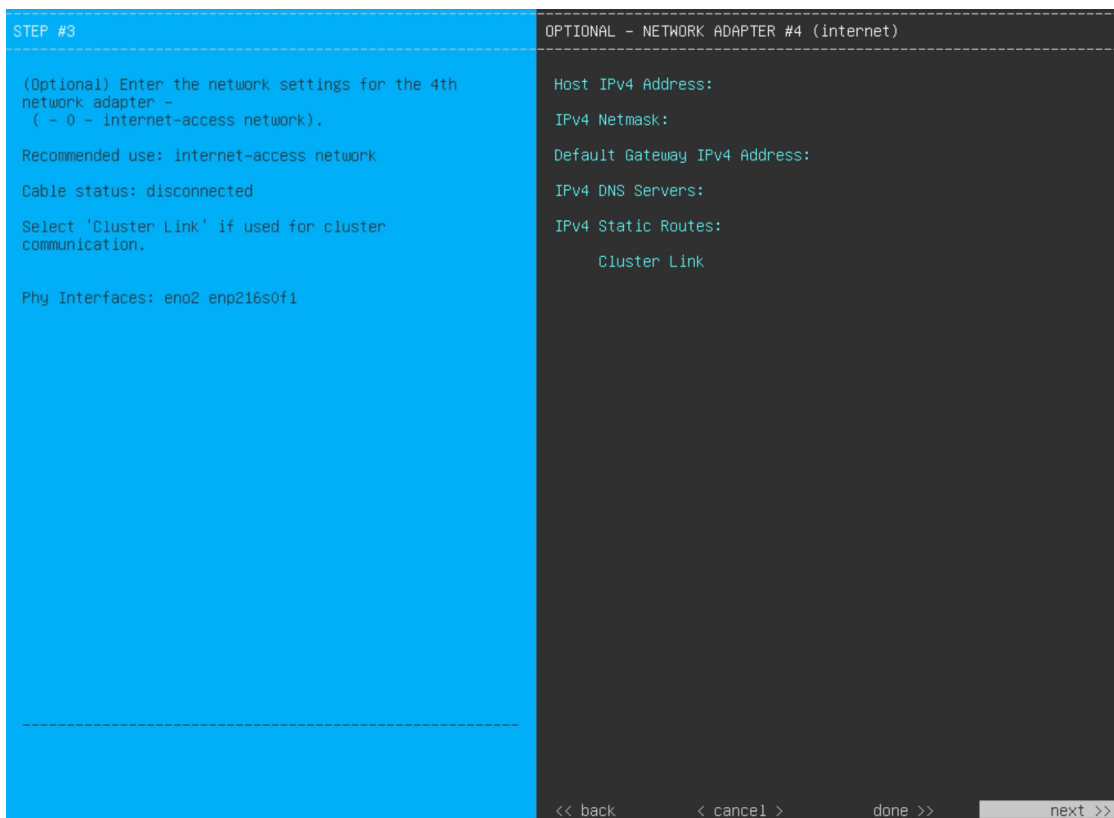 STEP #3
(Optional) Enter the network settings for the 4th
network adapter -
( - 0 - internet-access network).
Recommended use: internet-access network
Cable status: disconnected
Select 'Cluster Link' if used for cluster
communication.
Phy Interfaces: eno2 enp216s0f1
OPTIONAL - NETWORK ADAPTER #4 (internet)
Host IPv4 Address:
IPv4 Netmask:
Default Gateway IPv4 Address:
IPv4 DNS Servers:
IPv4 Static Routes:
Cluster Link
<< back < cancel > done >> next >>